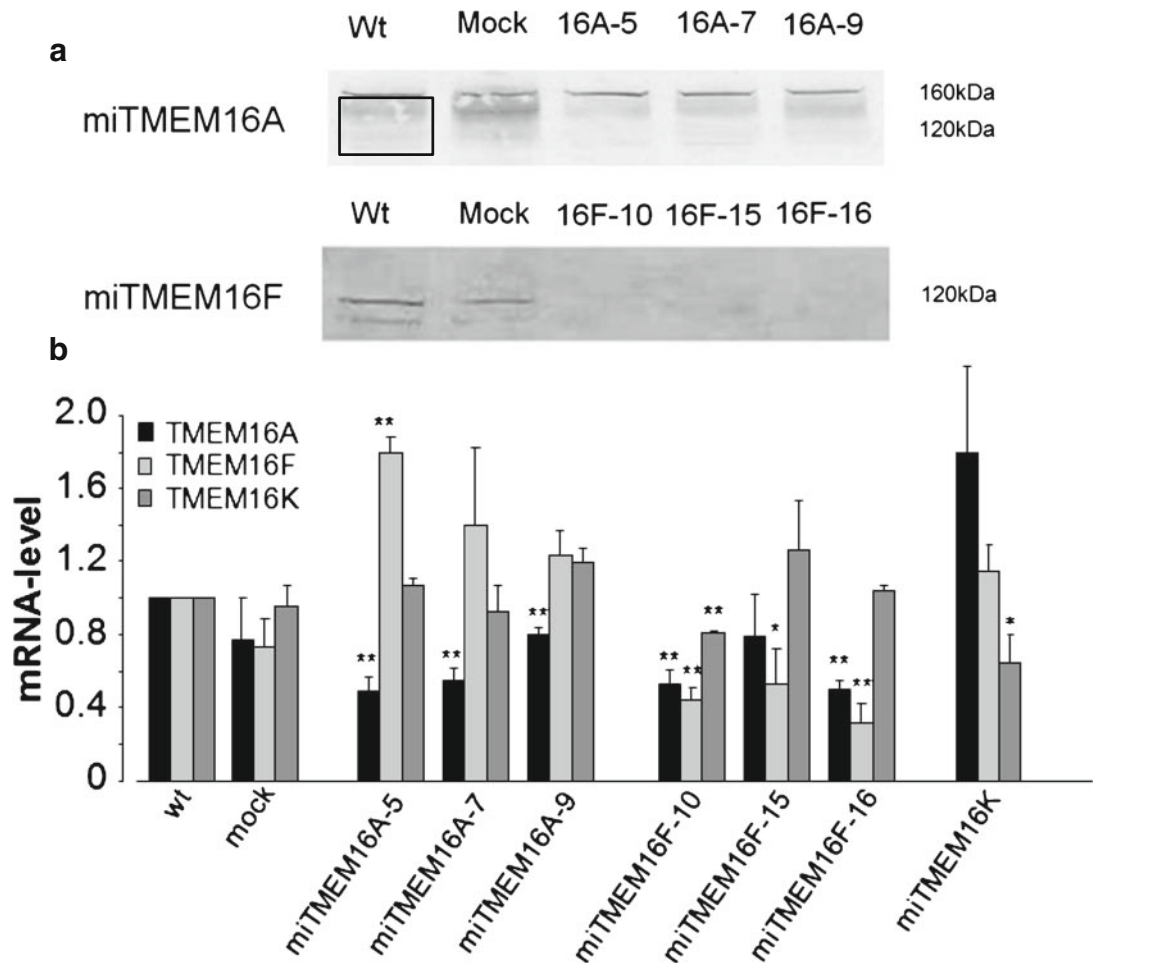 a
Wt Mock 16A-5 16A-7 16A-9
miTMEM16A
160kDa
120kDa
Wt Mock 16F-10 16F-15 16F-16
miTMEM16F
120kDa
b
mRNA-level
2.0
1.6
1.2
0.8
0.4
0
TMEM16A
TMEM16F
TMEM16K
**
**
**
**
**
**
**
*
**
**
*
wt
mock
miTMEM16A-5
miTMEM16A-7
miTMEM16A-9
miTMEM16F-10
miTMEM16F-15
miTMEM16F-16
miTMEM16K